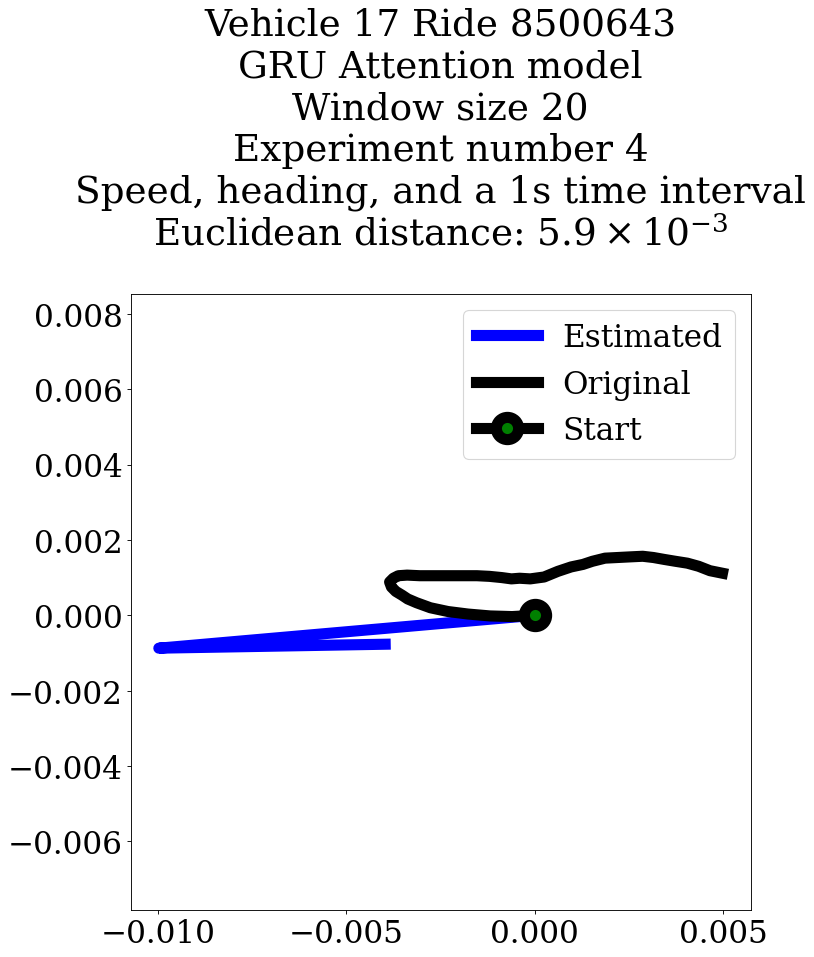 Vehicle 17 Ride 8500643
GRU Attention model
Window size 20
Experiment number 4
Speed, heading, and a 1s time interval
Euclidean distance: 5.9 × 10⁻³
Estimated
Original
Start
0.008
0.006
0.004
0.002
0.000
−0.002
−0.004
−0.006
−0.010 −0.005 0.000 0.005